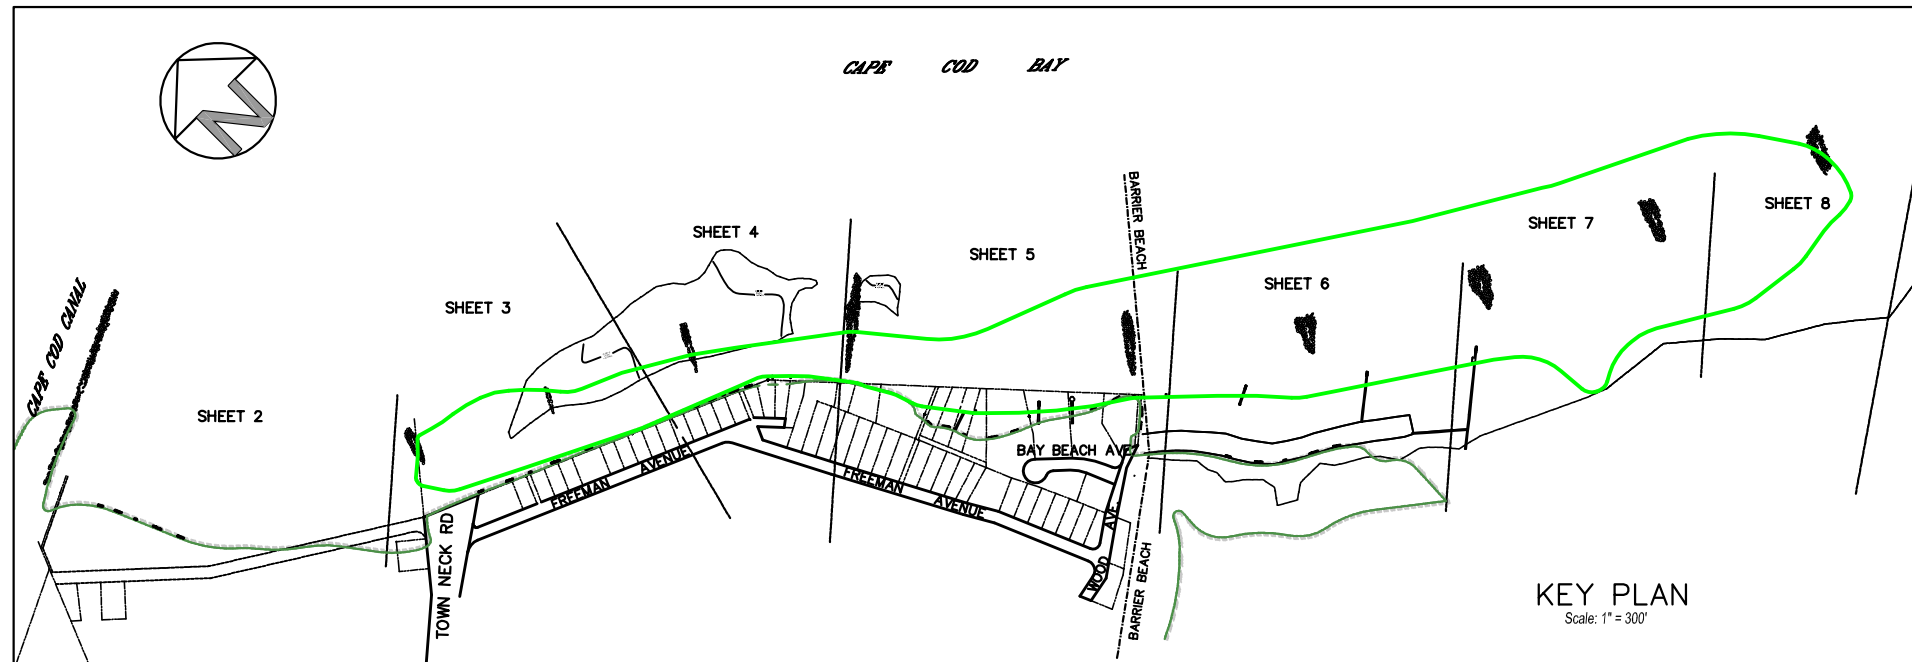 CAPE COD BAY
BARRIER BEACH
SHEET 8
SHEET 7
SHEET 4
SHEET 5
SHEET 6
SHEET 3
CAPE COD CANAL
SHEET 2
BAY BEACH AVE
FREEMAN AVENUE
FREEMAN AVENUE
WOOD AVE
TOWN NECK RD
BARRIER BEACH
KEY PLAN
Scale: 1" = 300'